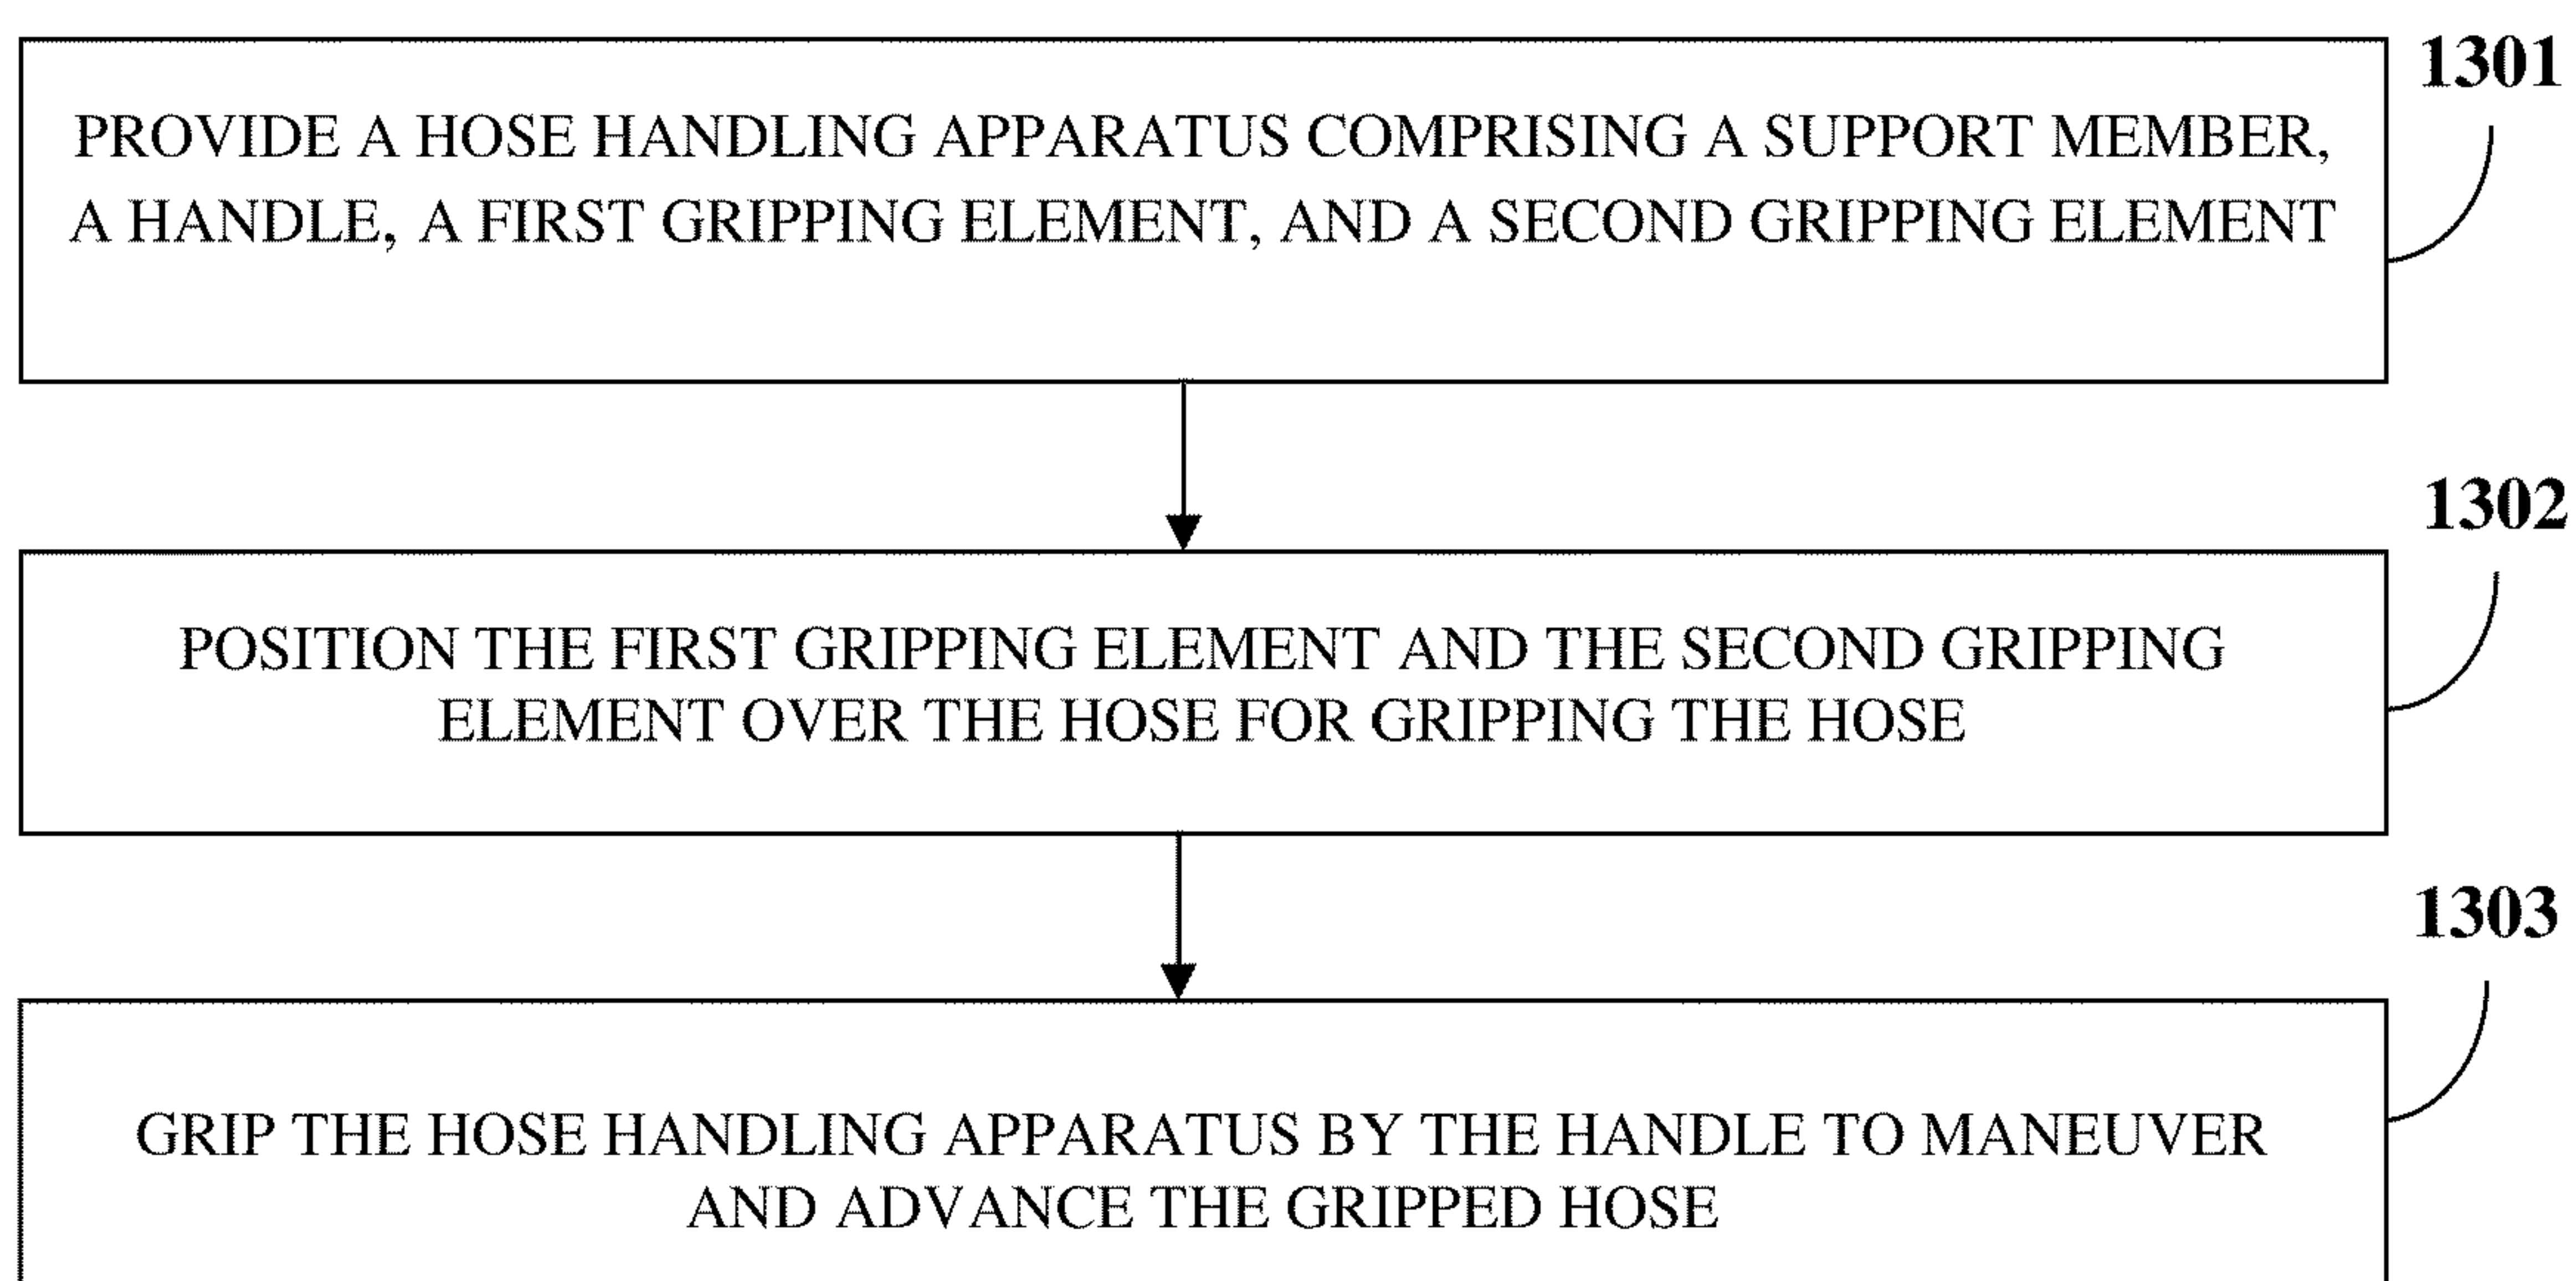 1301
PROVIDE A HOSE HANDLING APPARATUS COMPRISING A SUPPORT MEMBER,
A HANDLE, A FIRST GRIPPING ELEMENT, AND A SECOND GRIPPING ELEMENT
1302
POSITION THE FIRST GRIPPING ELEMENT AND THE SECOND GRIPPING
ELEMENT OVER THE HOSE FOR GRIPPING THE HOSE
1303
GRIP THE HOSE HANDLING APPARATUS BY THE HANDLE TO MANEUVER
AND ADVANCE THE GRIPPED HOSE